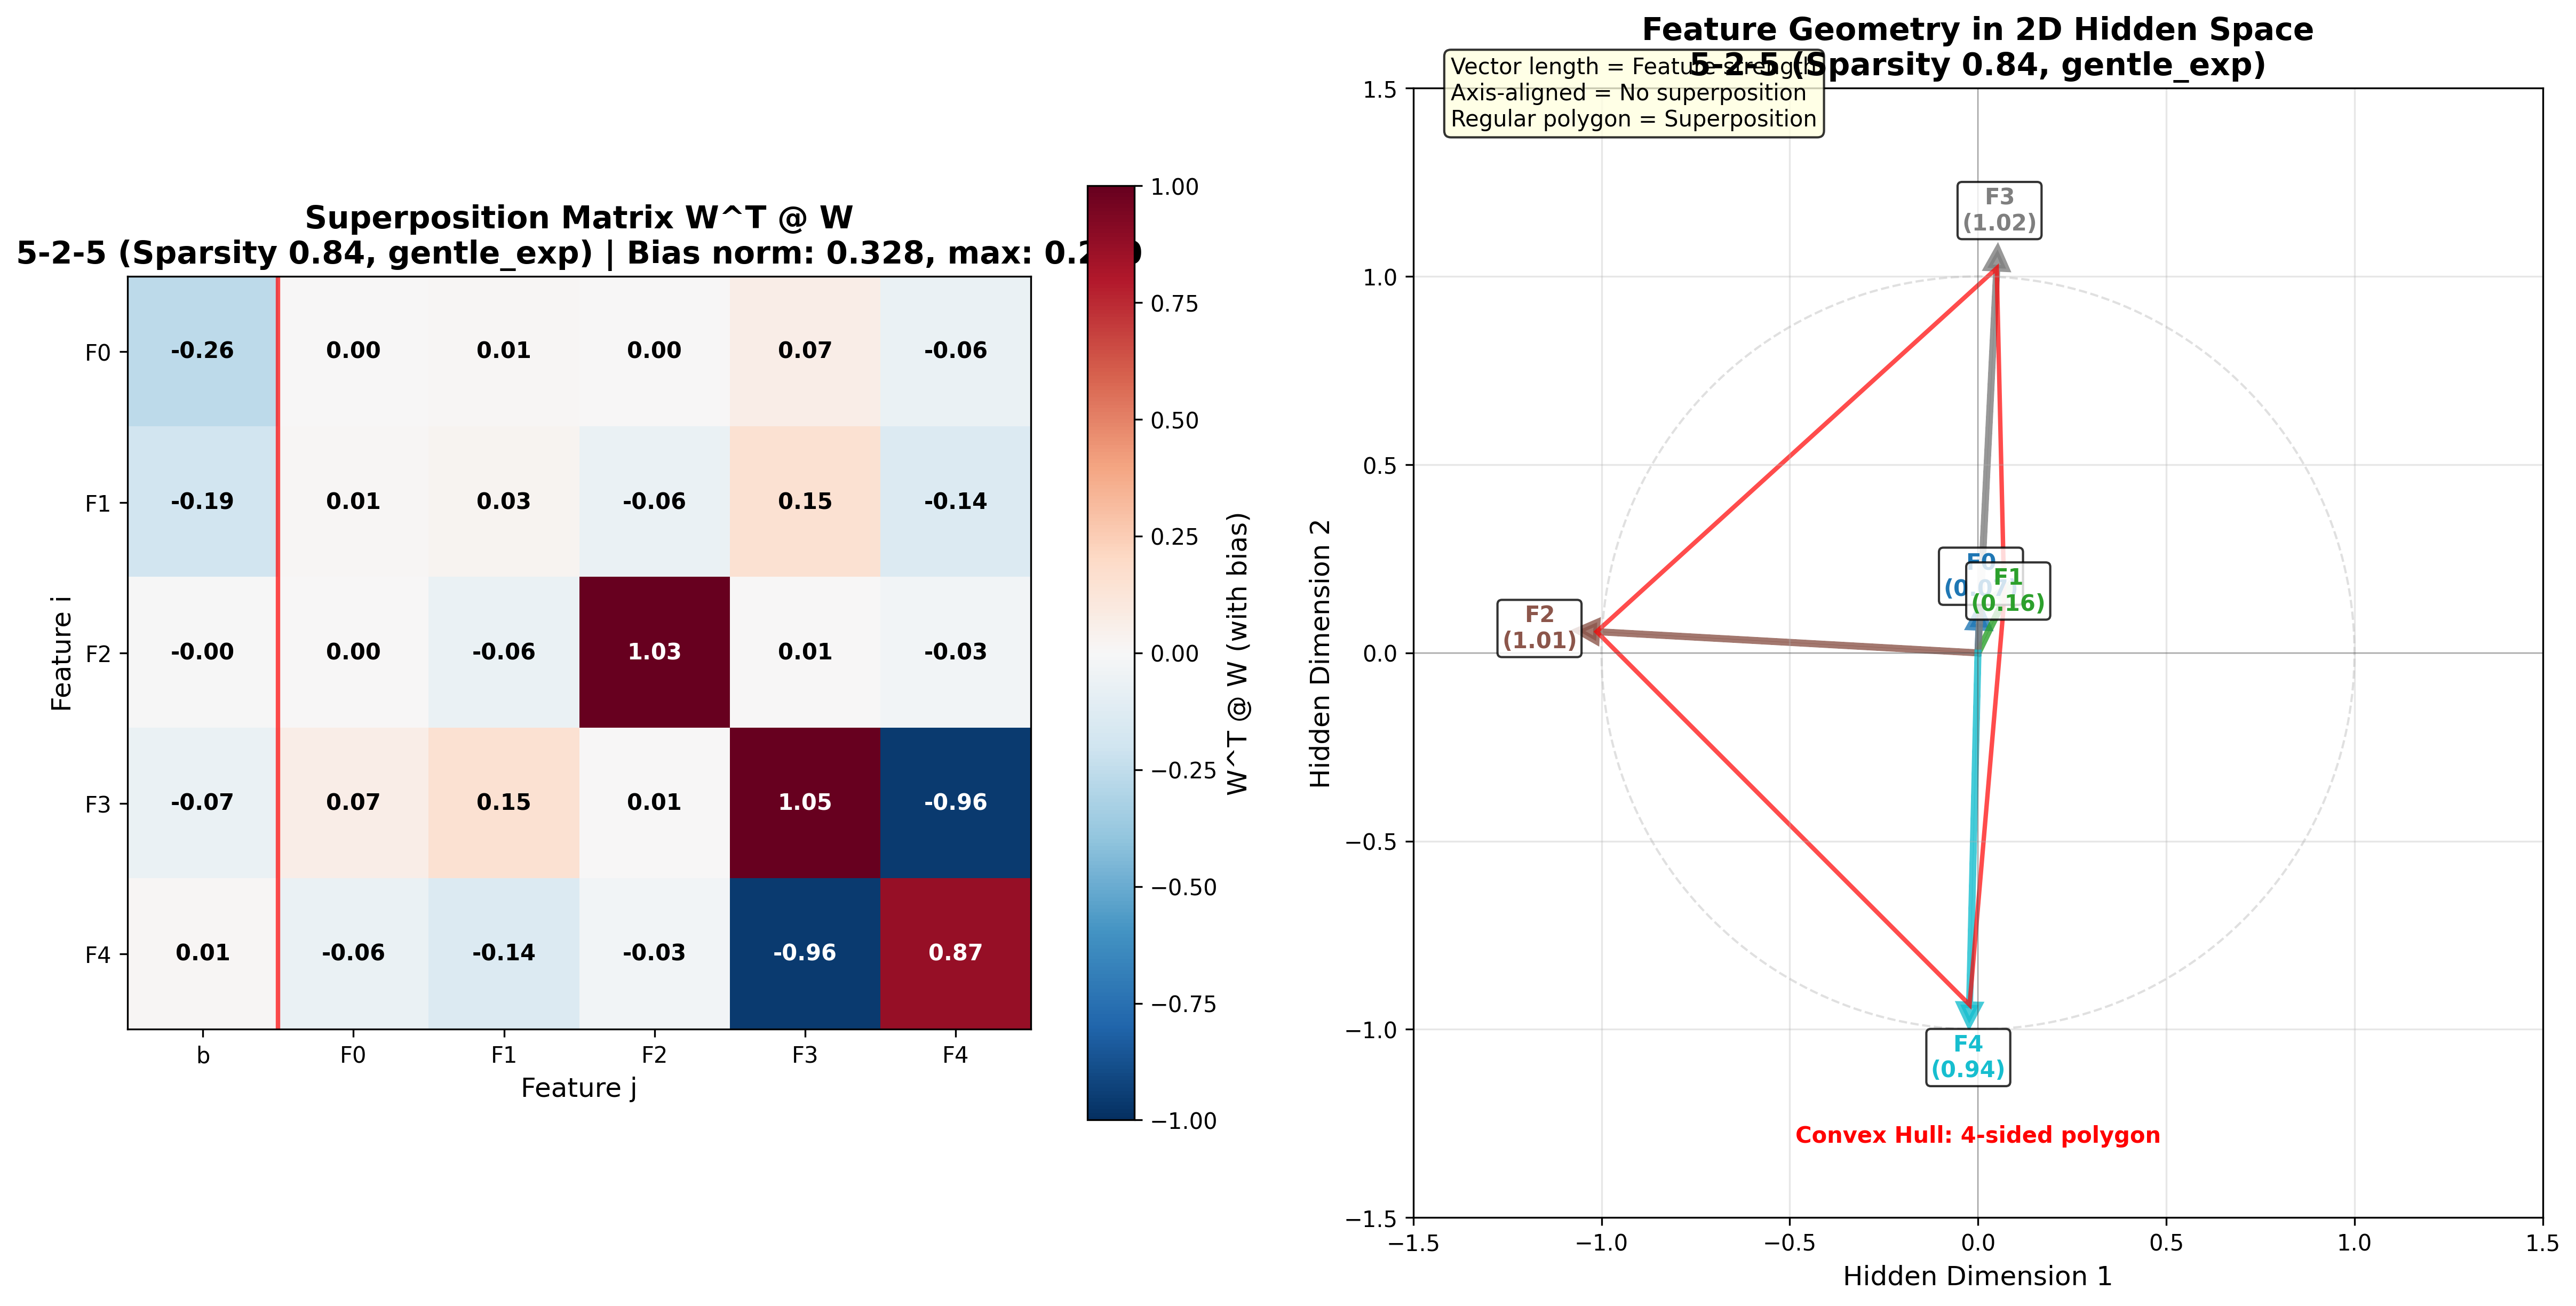 Superposition Matrix W^T @ W
5-2-5 (Sparsity 0.84, gentle_exp) | Bias norm: 0.328, max:
Feature i
F0
F1
F2
F3
F4
-0.26 0.00 0.01 0.00 0.07 -0.06
-0.19 0.01 0.03 -0.06 0.15 -0.14
-0.00 0.00 -0.06 1.03 0.01 -0.03
-0.07 0.07 0.15 0.01 1.05 -0.96
0.01 -0.06 -0.14 -0.03 -0.96 0.87
b F0 F1 F2 F3 F4
Feature j
1.00
0.75
0.50
0.25
0.00
−0.25
−0.50
−0.75
−1.00
W^T @ W (with bias)
Feature Geometry in 2D Hidden Space
5-2-5 (Sparsity 0.84, gentle_exp)
Vector length = Feature strength
Axis-aligned = No superposition
Regular polygon = Superposition
Hidden Dimension 2
1.5
1.0
0.5
0.0
−0.5
−1.0
−1.5
F3
(1.02)
F0
F1
(0.16)
F2
(1.01)
F4
(0.94)
Convex Hull: 4-sided polygon
−1.5 −1.0 −0.5 0.0 0.5 1.0 1.5
Hidden Dimension 1